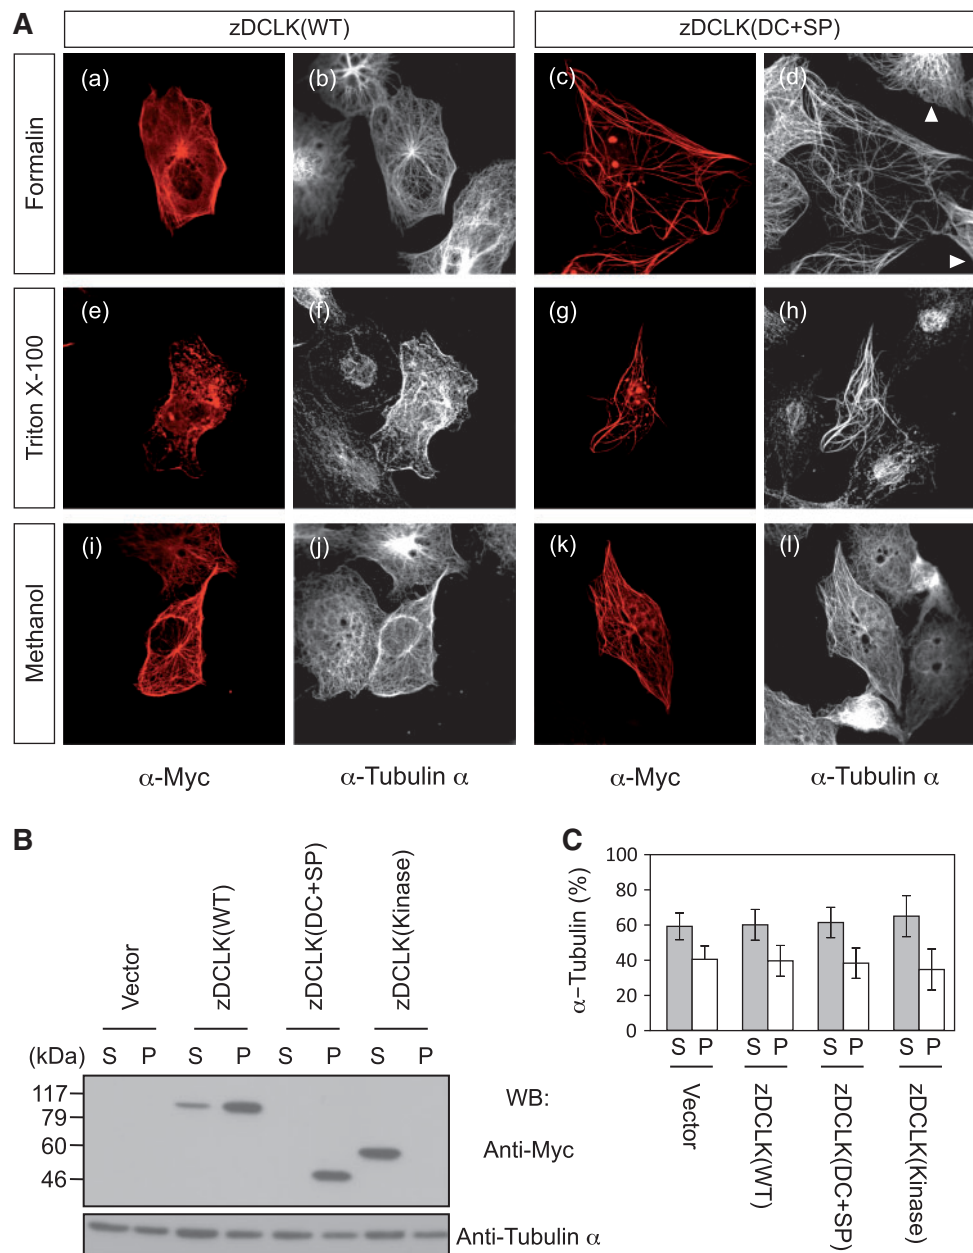 A
zDCLK(WT)
zDCLK(DC+SP)
Formalin
(a)
(b)
(c)
(d)
Triton X-100
(e)
(f)
(g)
(h)
Methanol
(i)
(j)
(k)
(l)
α-Myc
α-Tubulin α
α-Myc
α-Tubulin α
B
Vector
zDCLK(WT)
zDCLK(DC+SP)
zDCLK(Kinase)
(kDa) S P S P S P S P
117
79
60
46
WB:
Anti-Myc
Anti-Tubulin α
C
α−Tubulin (%)
100
80
60
40
20
0
S P S P S P S P
Vector
zDCLK(WT)
zDCLK(DC+SP)
zDCLK(Kinase)